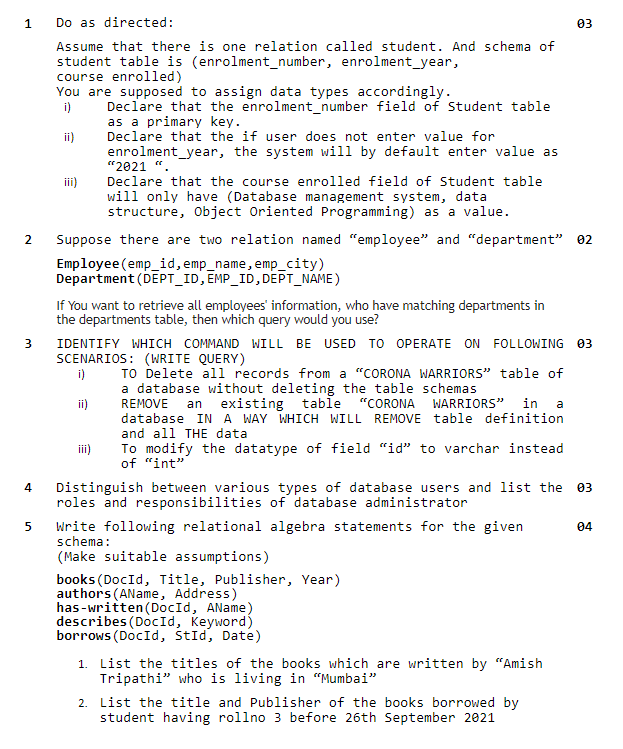 1 Do as directed: 03
Assume that there is one relation called student. And schema of
student table is (enrolment_number, enrolment_year,
course enrolled)
You are supposed to assign data types accordingly.
i) Declare that the enrolment_number field of Student table
as a primary key.
ii) Declare that the if user does not enter value for
enrolment_year, the system will by default enter value as
“2021 “.
iii) Declare that the course enrolled field of Student table
will only have (Database management system, data
structure, Object Oriented Programming) as a value.
2 Suppose there are two relation named “employee” and “department” 02
Employee(emp_id,emp_name,emp_city)
Department(DEPT_ID,EMP_ID,DEPT_NAME)
If You want to retrieve all employees' information, who have matching departments in
the departments table, then which query would you use?
3 IDENTIFY WHICH COMMAND WILL BE USED TO OPERATE ON FOLLOWING 03
SCENARIOS: (WRITE QUERY)
i) TO Delete all records from a “CORONA WARRIORS” table of
a database without deleting the table schemas
ii) REMOVE an existing table “CORONA WARRIORS” in a
database IN A WAY WHICH WILL REMOVE table definition
and all THE data
iii) To modify the datatype of field “id” to varchar instead
of “int”
4 Distinguish between various types of database users and list the 03
roles and responsibilities of database administrator
5 Write following relational algebra statements for the given 04
schema:
(Make suitable assumptions)
books(DocId, Title, Publisher, Year)
authors(AName, Address)
has-written(DocId, AName)
describes(DocId, Keyword)
borrows(DocId, StId, Date)
1. List the titles of the books which are written by “Amish
Tripathi” who is living in “Mumbai”
2. List the title and Publisher of the books borrowed by
student having rollno 3 before 26th September 2021